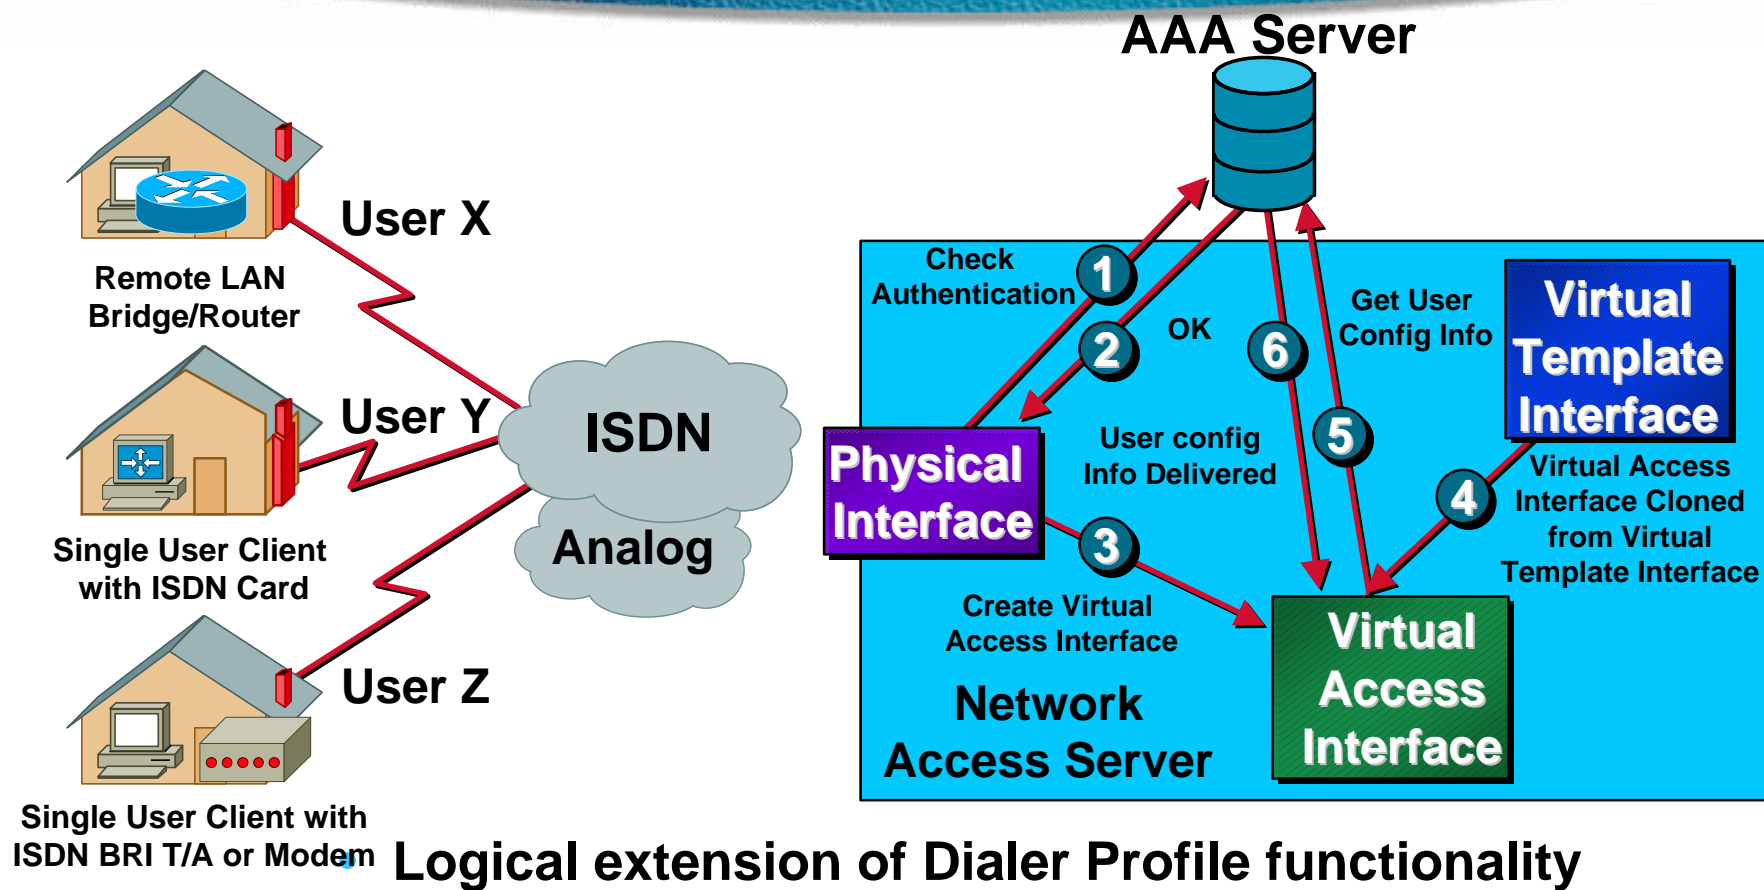 AAA Server
User X
Remote LAN
Bridge/Router
User Y
Single User Client
with ISDN Card
User Z
Single User Client with
ISDN BRI T/A or Modem
ISDN
Analog
Check
Authentication
1
2
OK
6
Get User
Config Info
5
Virtual
Template
Interface
Physical
Interface
User config
Info Delivered
4
Virtual Access
Interface Cloned
from Virtual
Template Interface
3
Create Virtual
Access Interface
Virtual
Access
Interface
Network
Access Server
Logical extension of Dialer Profile functionality